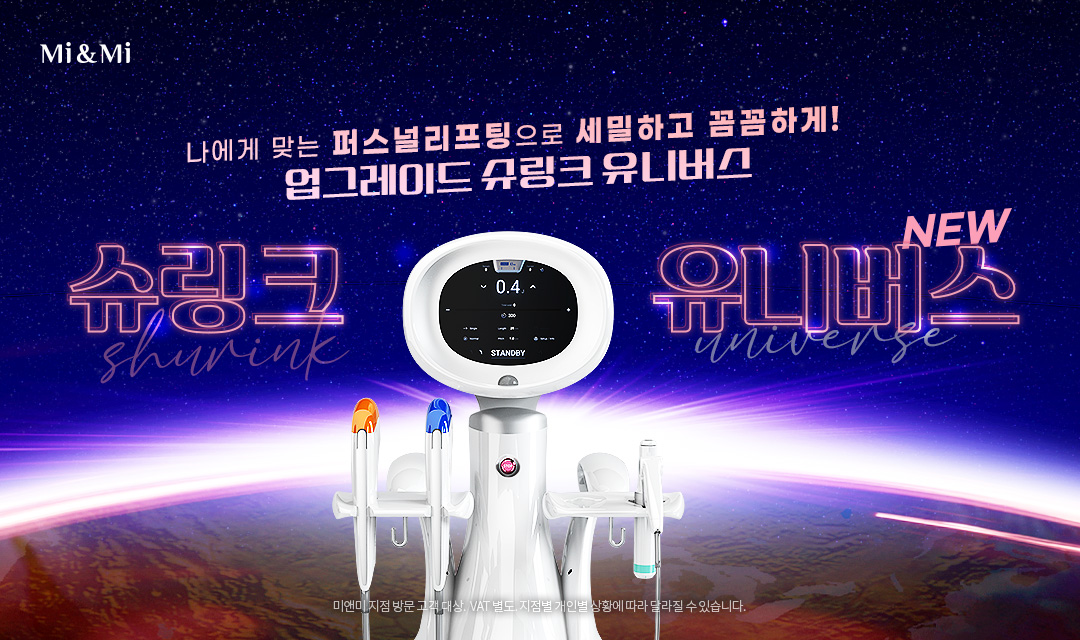 Mi&Mi
나에게 맞는 퍼스널리프팅으로 세밀하고 꼼꼼하게!
업그레이드 슈링크 유니버스
NEW
슈링크 유니버스
shurink universe
0.4
200
STANDBY
미앤미 지점 방문 고객 대상, VAT 별도. 지점별 개인별 상황에 따라 달라질 수 있습니다.